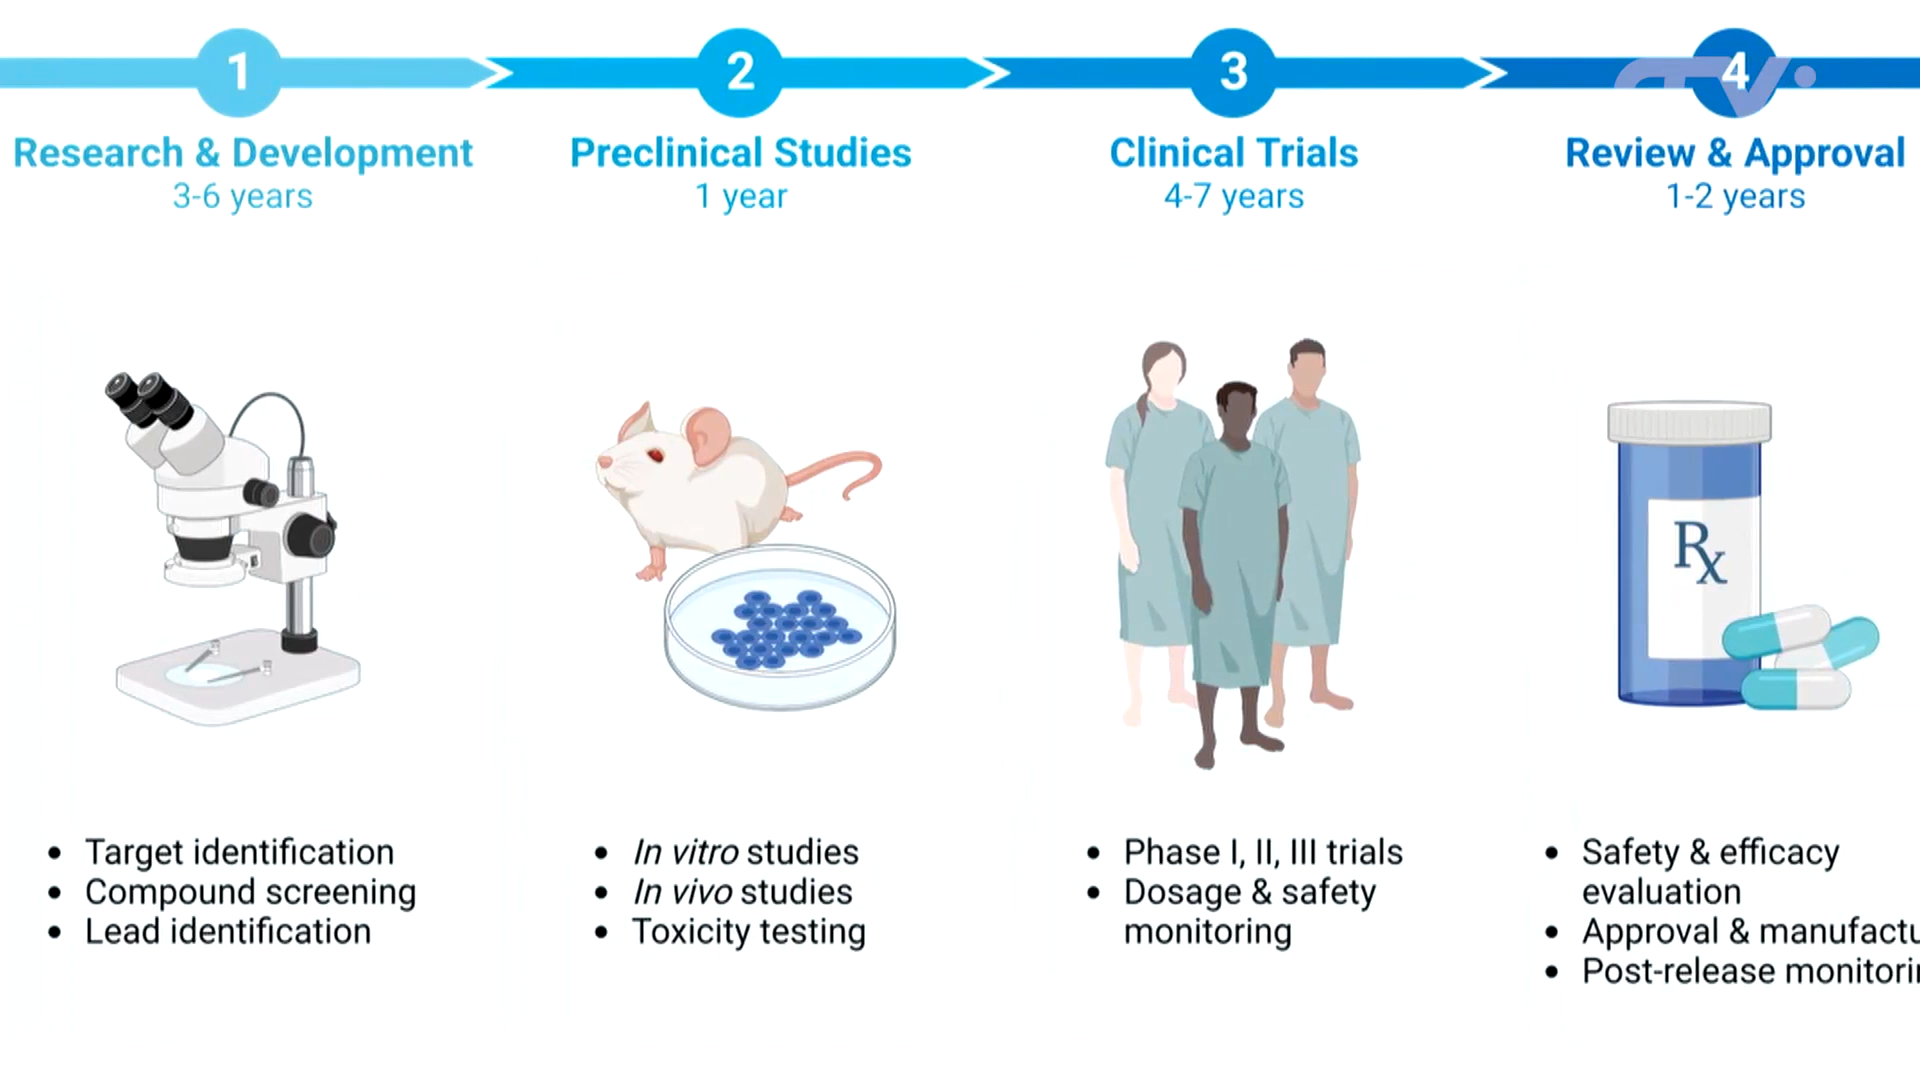 1
2
3
4
Research & Development
3-6 years
Preclinical Studies
1 year
Clinical Trials
4-7 years
Review & Approval
1-2 years
Rx
• Target identification
• Compound screening
• Lead identification
• In vitro studies
• In vivo studies
• Toxicity testing
• Phase I, II, III trials
• Dosage & safety
monitoring
• Safety & efficacy
evaluation
• Approval &
• Post-release